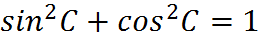 sin²C + cos²C = 1